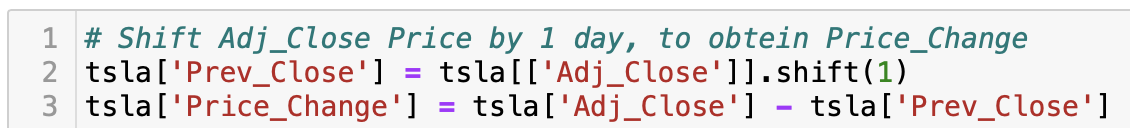 1 # Shift Adj_Close Price by 1 day, to obtein Price_Change
2 tsla['Prev_Close'] = tsla[['Adj_Close']].shift(1)
3 tsla['Price_Change'] = tsla['Adj_Close'] - tsla['Prev_Close']